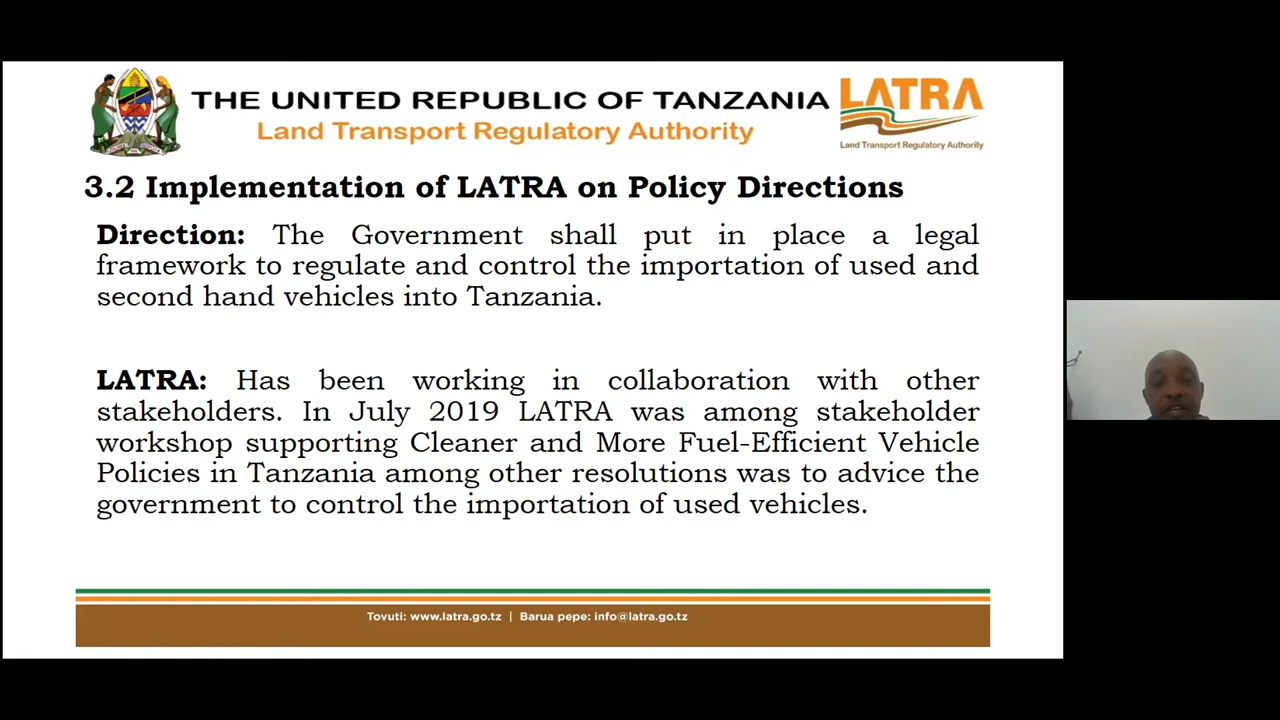 THE UNITED REPUBLIC OF TANZANIA
Land Transport Regulatory Authority
LATRA
Land Transport Regulatory Authority
3.2 Implementation of LATRA on Policy Directions
Direction: The Government shall put in place a legal
framework to regulate and control the importation of used and
second hand vehicles into Tanzania.
LATRA: Has been working in collaboration with other
stakeholders. In July 2019 LATRA was among stakeholder
workshop supporting Cleaner and More Fuel-Efficient Vehicle
Policies in Tanzania among other resolutions was to advice the
government to control the importation of used vehicles.
Tovuti: www.latra.go.tz | Barua pepe: info@latra.go.tz